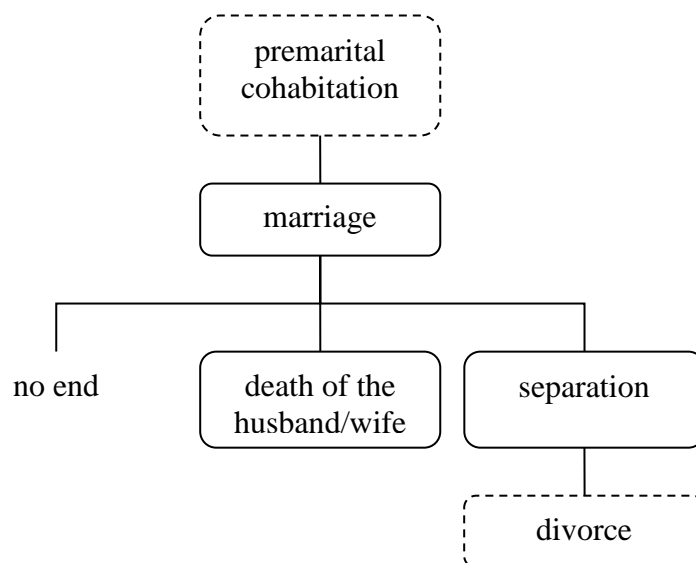 premarital
cohabitation
marriage
no end
death of the
husband/wife
separation
divorce